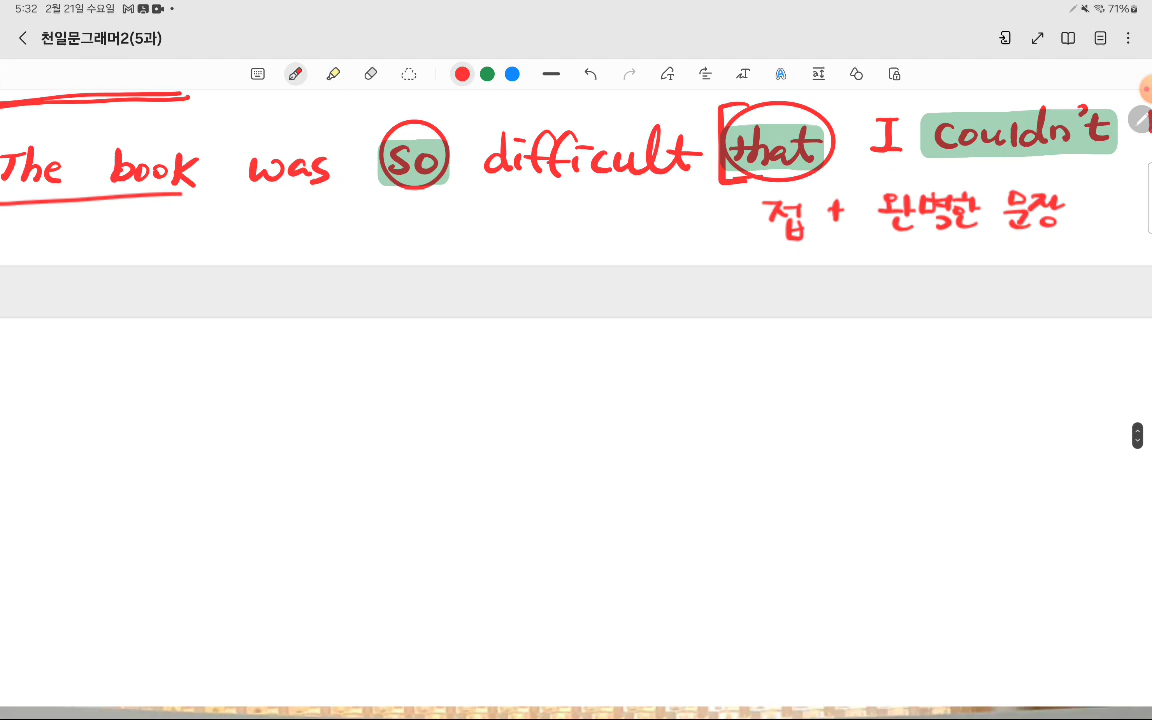 5:32 2월 21일 수요일
71%
천일문그래머2(5과)
The book was so difficult that I couldn't
접 + 완벽한 문장